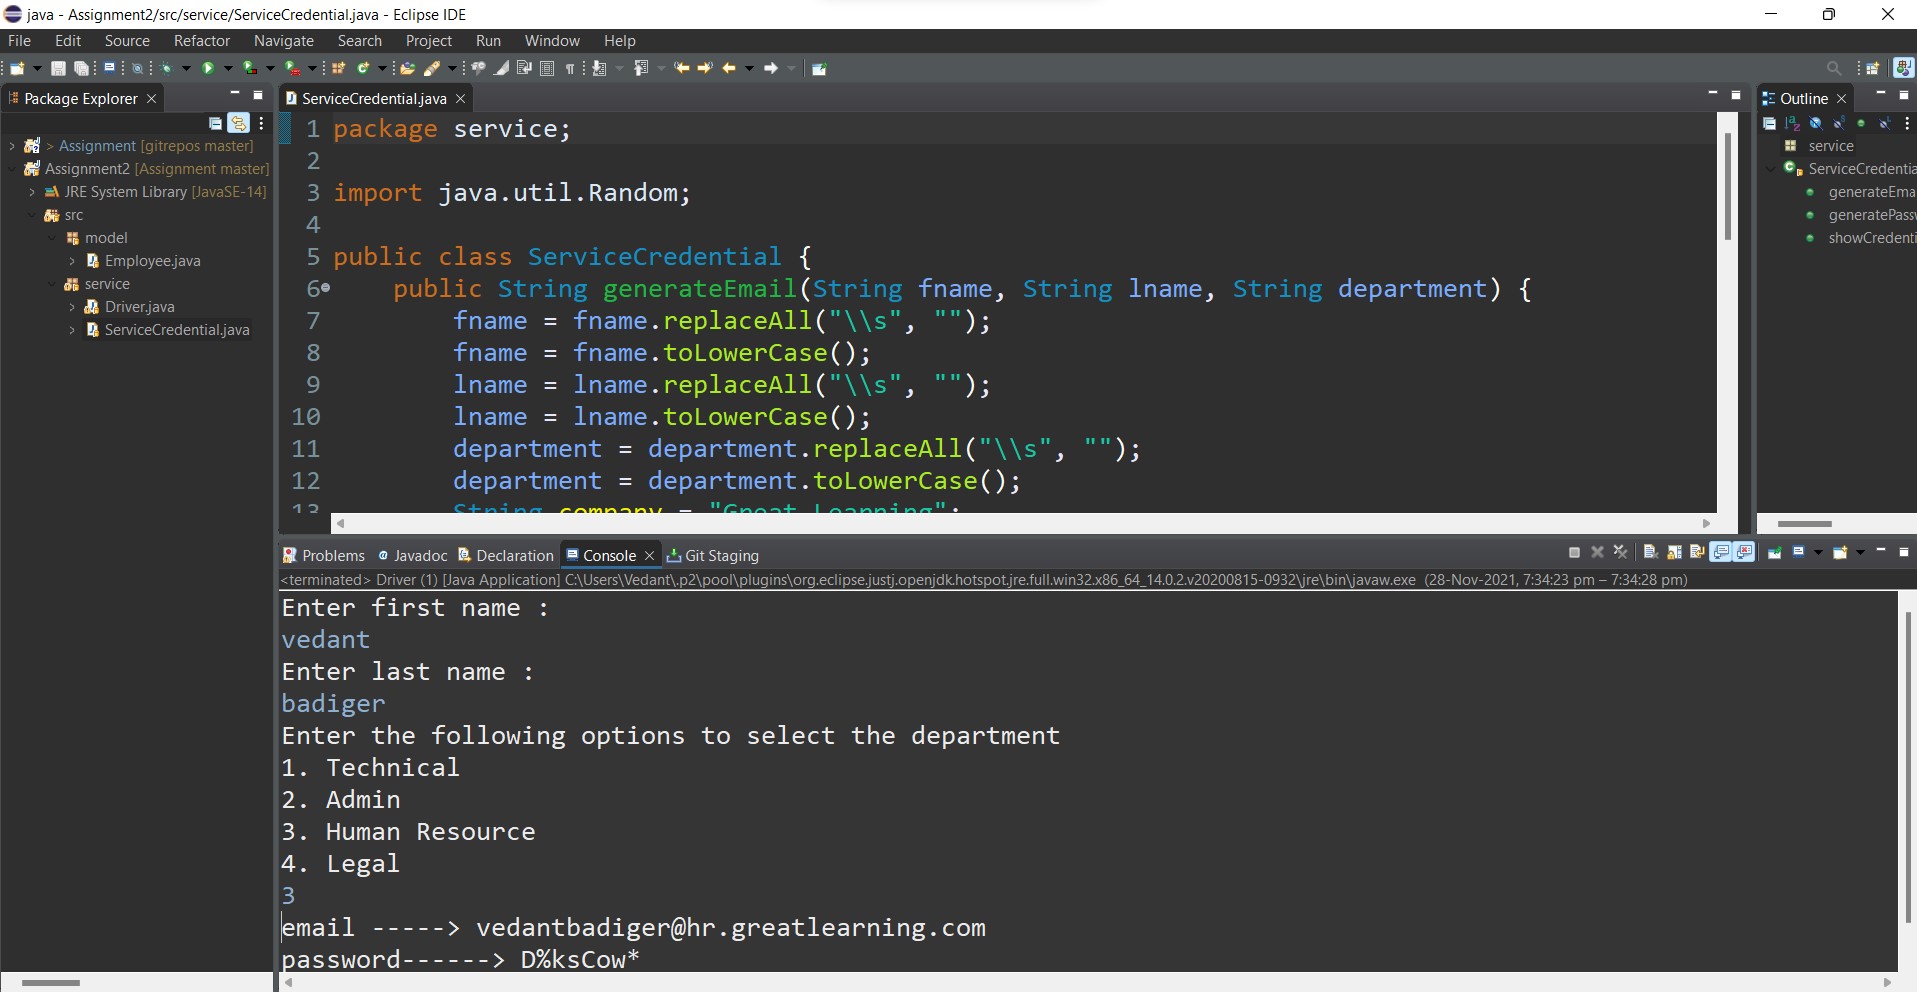 java - Assignment2/src/service/ServiceCredential.java - Eclipse IDE
File Edit Source Refactor Navigate Search Project Run Window Help
Package Explorer
> Assignment [gitrepos master]
Assignment2 [Assignment master]
JRE System Library [JavaSE-14]
src
model
Employee.java
service
Driver.java
ServiceCredential.java
ServiceCredential.java
1 package service;
2
3 import java.util.Random;
4
5 public class ServiceCredential {
6 public String generateEmail(String fname, String lname, String department) {
7 fname = fname.replaceAll("\\s", "");
8 fname = fname.toLowerCase();
9 lname = lname.replaceAll("\\s", "");
10 lname = lname.toLowerCase();
11 department = department.replaceAll("\\s", "");
12 department = department.toLowerCase();
13 String company = "Great Learning";
Outline
service
ServiceCredentia
generateEma
generatePassw
showCredenti
Problems Javadoc Declaration Console Git Staging
<terminated> Driver (1) [Java Application] C:\Users\Vedant\.p2\pool\plugins\org.eclipse.justj.openjdk.hotspot.jre.full.win32.x86_64_14.0.2.v20200815-0932\jre\bin\javaw.exe (28-Nov-2021, 7:34:23 pm – 7:34:28 pm)
Enter first name :
vedant
Enter last name :
badiger
Enter the following options to select the department
1. Technical
2. Admin
3. Human Resource
4. Legal
3
email -----> vedantbadiger@hr.greatlearning.com
password------> D%ksCow*